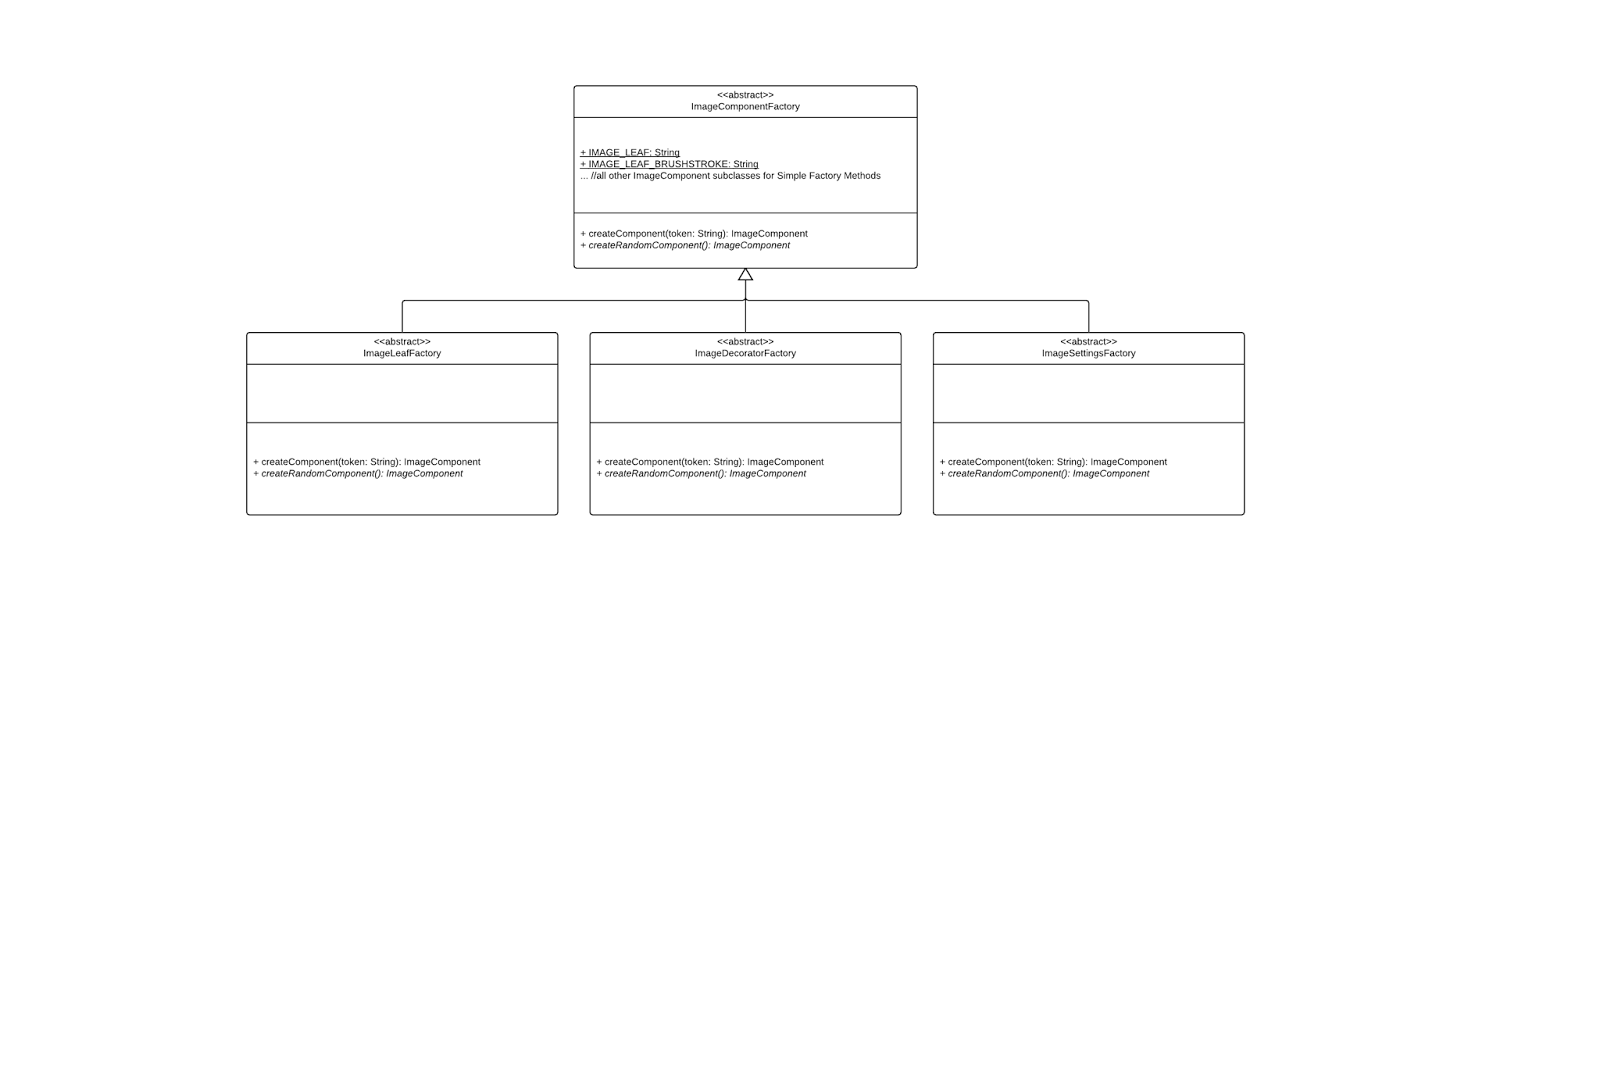 <<abstract>>
ImageComponentFactory
+ IMAGE_LEAF: String
+ IMAGE_LEAF_BRUSHSTROKE: String
... //all other ImageComponent subclasses for Simple Factory Methods
+ createComponent(token: String): ImageComponent
+ createRandomComponent(): ImageComponent
<<abstract>>
ImageLeafFactory
+ createComponent(token: String): ImageComponent
+ createRandomComponent(): ImageComponent
<<abstract>>
ImageDecoratorFactory
+ createComponent(token: String): ImageComponent
+ createRandomComponent(): ImageComponent
<<abstract>>
ImageSettingsFactory
+ createComponent(token: String): ImageComponent
+ createRandomComponent(): ImageComponent